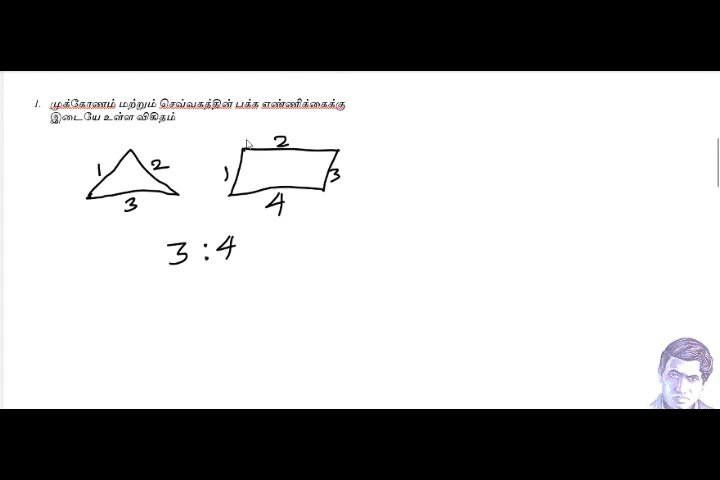 1. முக்கோணம் மற்றும் செவ்வகத்தின் பக்க எண்ணிக்கைக்கு
இடையே உள்ள விகிதம்
1 2 3
1 2 3 4
3 : 4